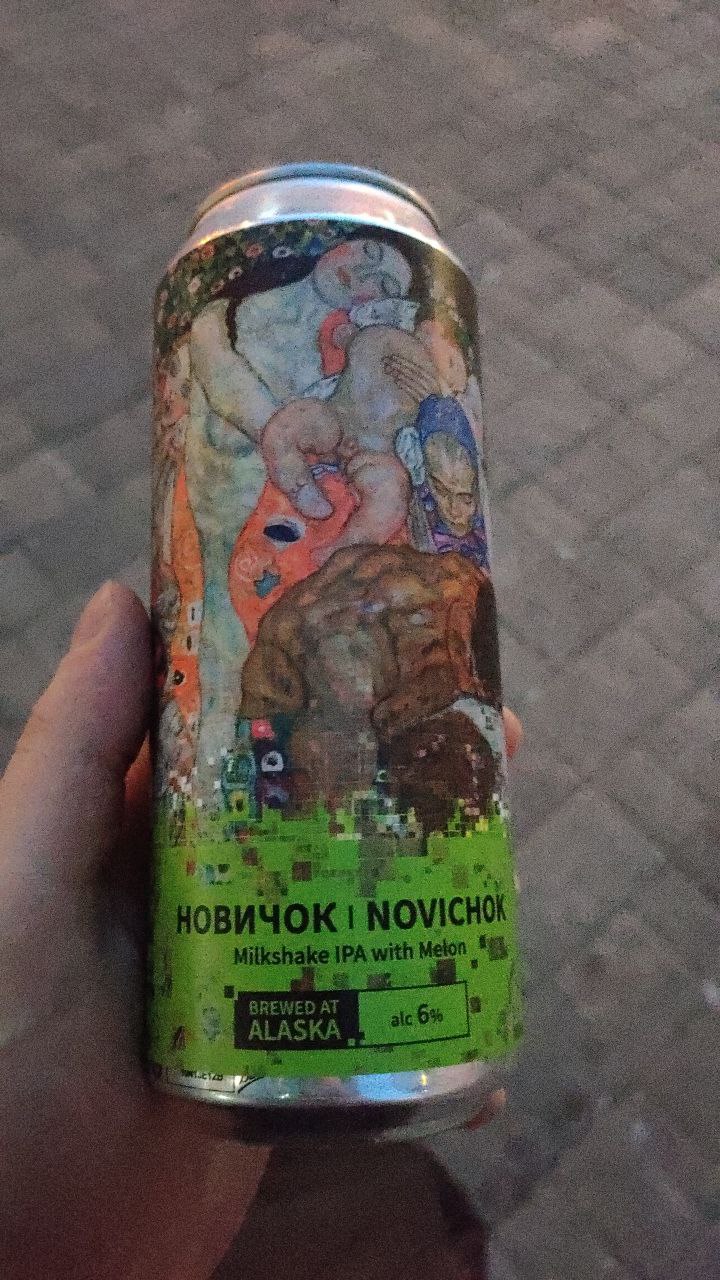 НОВИЧОК | NOVICHOK
Milkshake IPA with Melon
BREWED AT
ALASKA
alc 6%